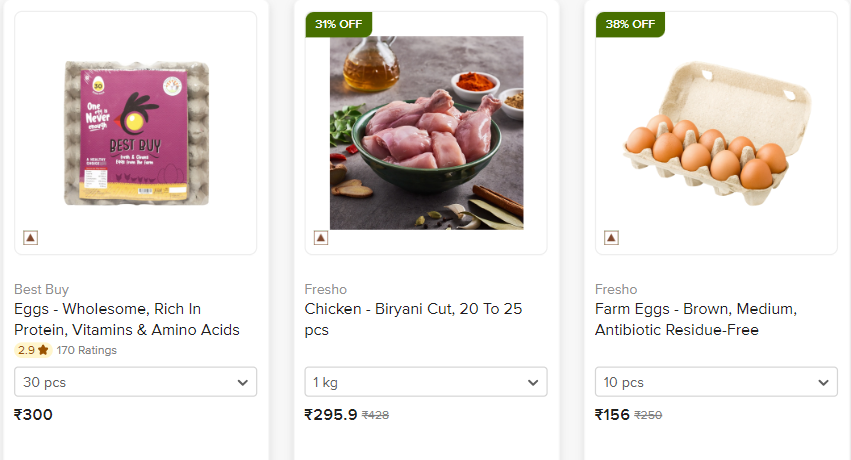 31% OFF
38% OFF
30
One
is
Never
enough
BEST BUY
Best Buy
Eggs - Wholesome, Rich In
Protein, Vitamins & Amino Acids
2.9 170 Ratings
30 pcs
₹300
Fresho
Chicken - Biryani Cut, 20 To 25
pcs
1 kg
₹295.9 ₹428
Fresho
Farm Eggs - Brown, Medium,
Antibiotic Residue-Free
10 pcs
₹156 ₹250